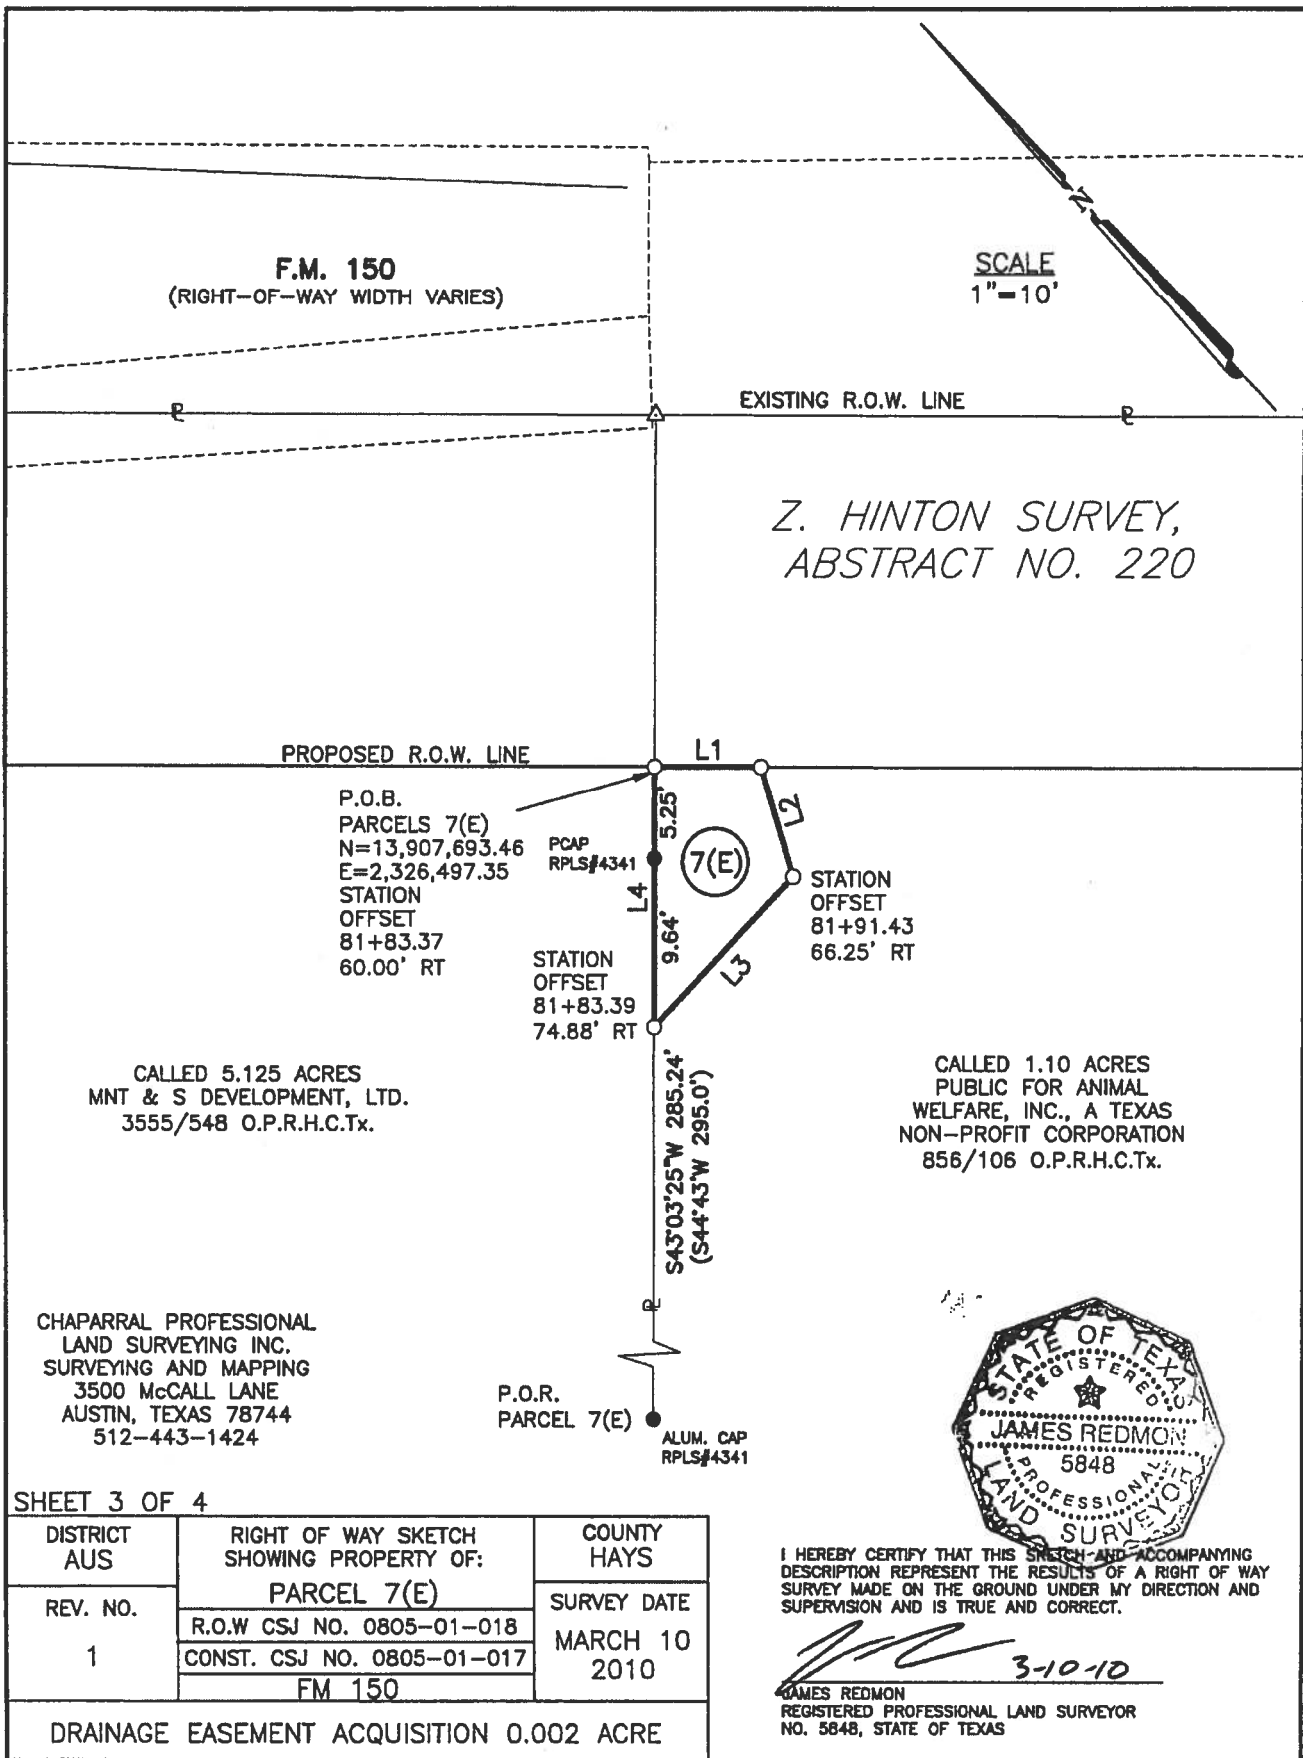 F.M. 150
(RIGHT-OF-WAY WIDTH VARIES)
N
SCALE
1"=10'
EXISTING R.O.W. LINE
Z. HINTON SURVEY,
ABSTRACT NO. 220
PROPOSED R.O.W. LINE
L1
P.O.B.
PARCELS 7(E)
N=13,907,693.46
E=2,326,497.35
STATION
OFFSET
81+83.37
60.00' RT
PCAP
RPLS#4341
5.25'
L4
9.64'
7(E)
L2
L3
STATION
OFFSET
81+91.43
66.25' RT
STATION
OFFSET
81+83.39
74.88' RT
CALLED 5.125 ACRES
MNT & S DEVELOPMENT, LTD.
3555/548 O.P.R.H.C.Tx.
S43°03'25"W 285.24'
(S44°43'W 295.0')
CALLED 1.10 ACRES
PUBLIC FOR ANIMAL
WELFARE, INC., A TEXAS
NON-PROFIT CORPORATION
856/106 O.P.R.H.C.Tx.
CHAPARRAL PROFESSIONAL
LAND SURVEYING INC.
SURVEYING AND MAPPING
3500 McCALL LANE
AUSTIN, TEXAS 78744
512-443-1424
P.O.R.
PARCEL 7(E)
ALUM. CAP
RPLS#4341
STATE OF TEXAS
REGISTERED
JAMES REDMON
5848
PROFESSIONAL
LAND SURVEYOR
SHEET 3 OF 4
DISTRICT
AUS
RIGHT OF WAY SKETCH
SHOWING PROPERTY OF:
PARCEL 7(E)
COUNTY
HAYS
REV. NO.
1
R.O.W CSJ NO. 0805-01-018
CONST. CSJ NO. 0805-01-017
FM 150
SURVEY DATE
MARCH 10
2010
DRAINAGE EASEMENT ACQUISITION 0.002 ACRE
I HEREBY CERTIFY THAT THIS SKETCH AND ACCOMPANYING
DESCRIPTION REPRESENT THE RESULTS OF A RIGHT OF WAY
SURVEY MADE ON THE GROUND UNDER MY DIRECTION AND
SUPERVISION AND IS TRUE AND CORRECT.
3-10-10
JAMES REDMON
REGISTERED PROFESSIONAL LAND SURVEYOR
NO. 5848, STATE OF TEXAS